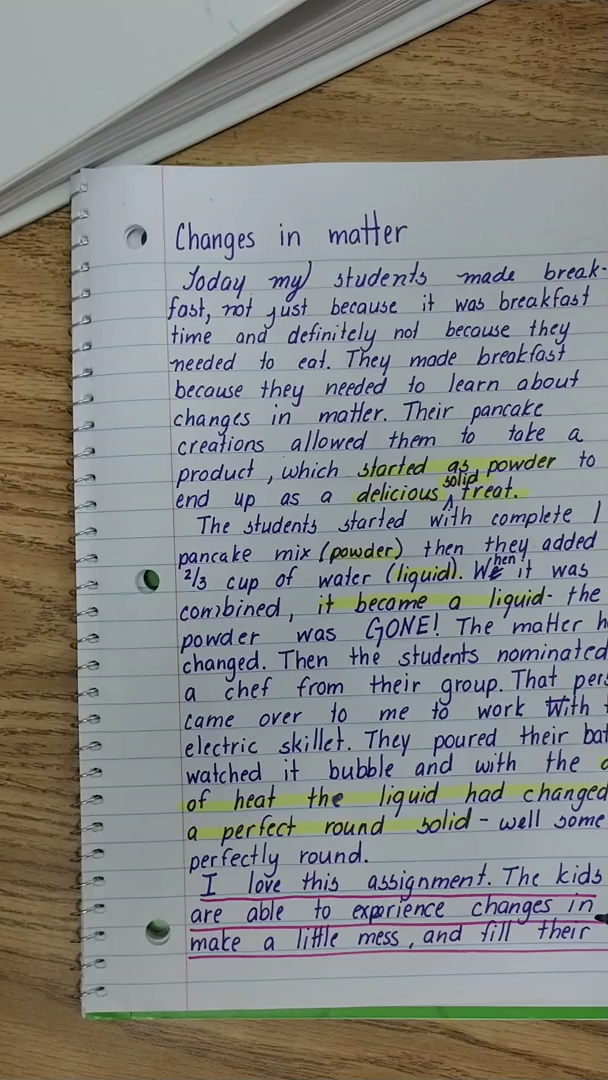 Changes in matter
Today my students made break-
fast, not just because it was breakfast
time and definitely not because they
needed to eat. They made breakfast
because they needed to learn about
changes in matter. Their pancake
creations allowed them to take a
product, which started as powder to
end up as a delicious solid treat.
The students started with complete 1
pancake mix (powder) then they added
2/3 cup of water (liquid). When it was
combined, it became a liquid- the
powder was GONE! The matter
changed. Then the students nominated
a chef from their group. That
came over to me to work With
electric skillet. They poured their
watched it bubble and with the
of heat the liquid had changed
a perfect round solid - well some
perfectly round.
I love this assignment. The kids
are able to experience changes in
make a little mess, and fill their